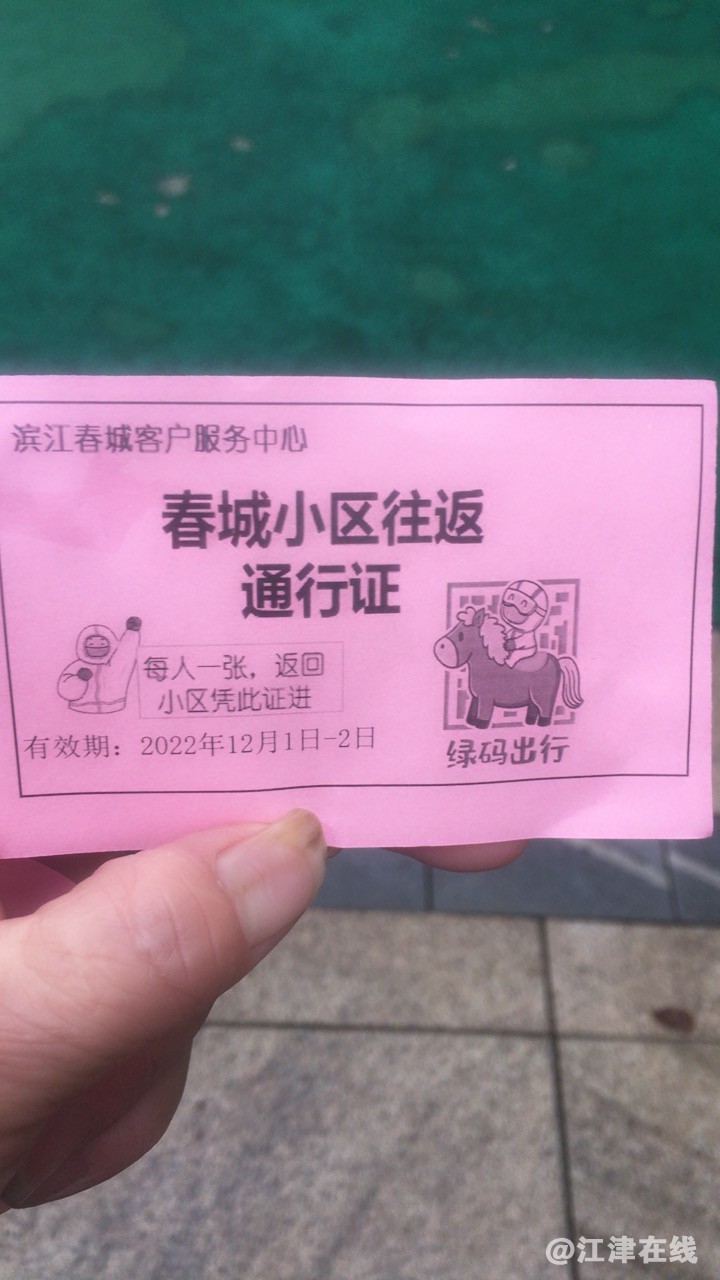 滨江春城客户服务中心
春城小区往返
通行证
每人一张，返回
小区凭此证进
有效期：2022年12月1日-2日
绿码出行
@江津在线